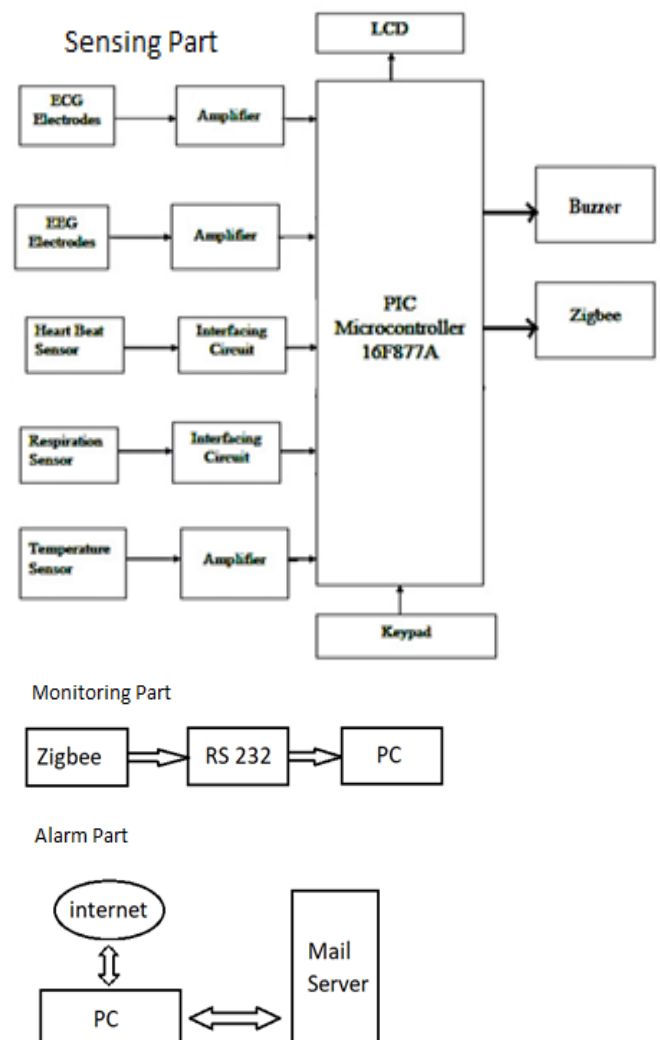 Sensing Part
LCD
ECG
Electrodes
Amplifier
EEG
Electrodes
Amplifier
Heart Beat
Sensor
Interfacing
Circuit
Respiration
Sensor
Interfacing
Circuit
Temperature
Sensor
Amplifier
PIC
Microcontroller
16F877A
Buzzer
Zigbee
Keypad
Monitoring Part
Zigbee
RS 232
PC
Alarm Part
internet
PC
Mail
Server